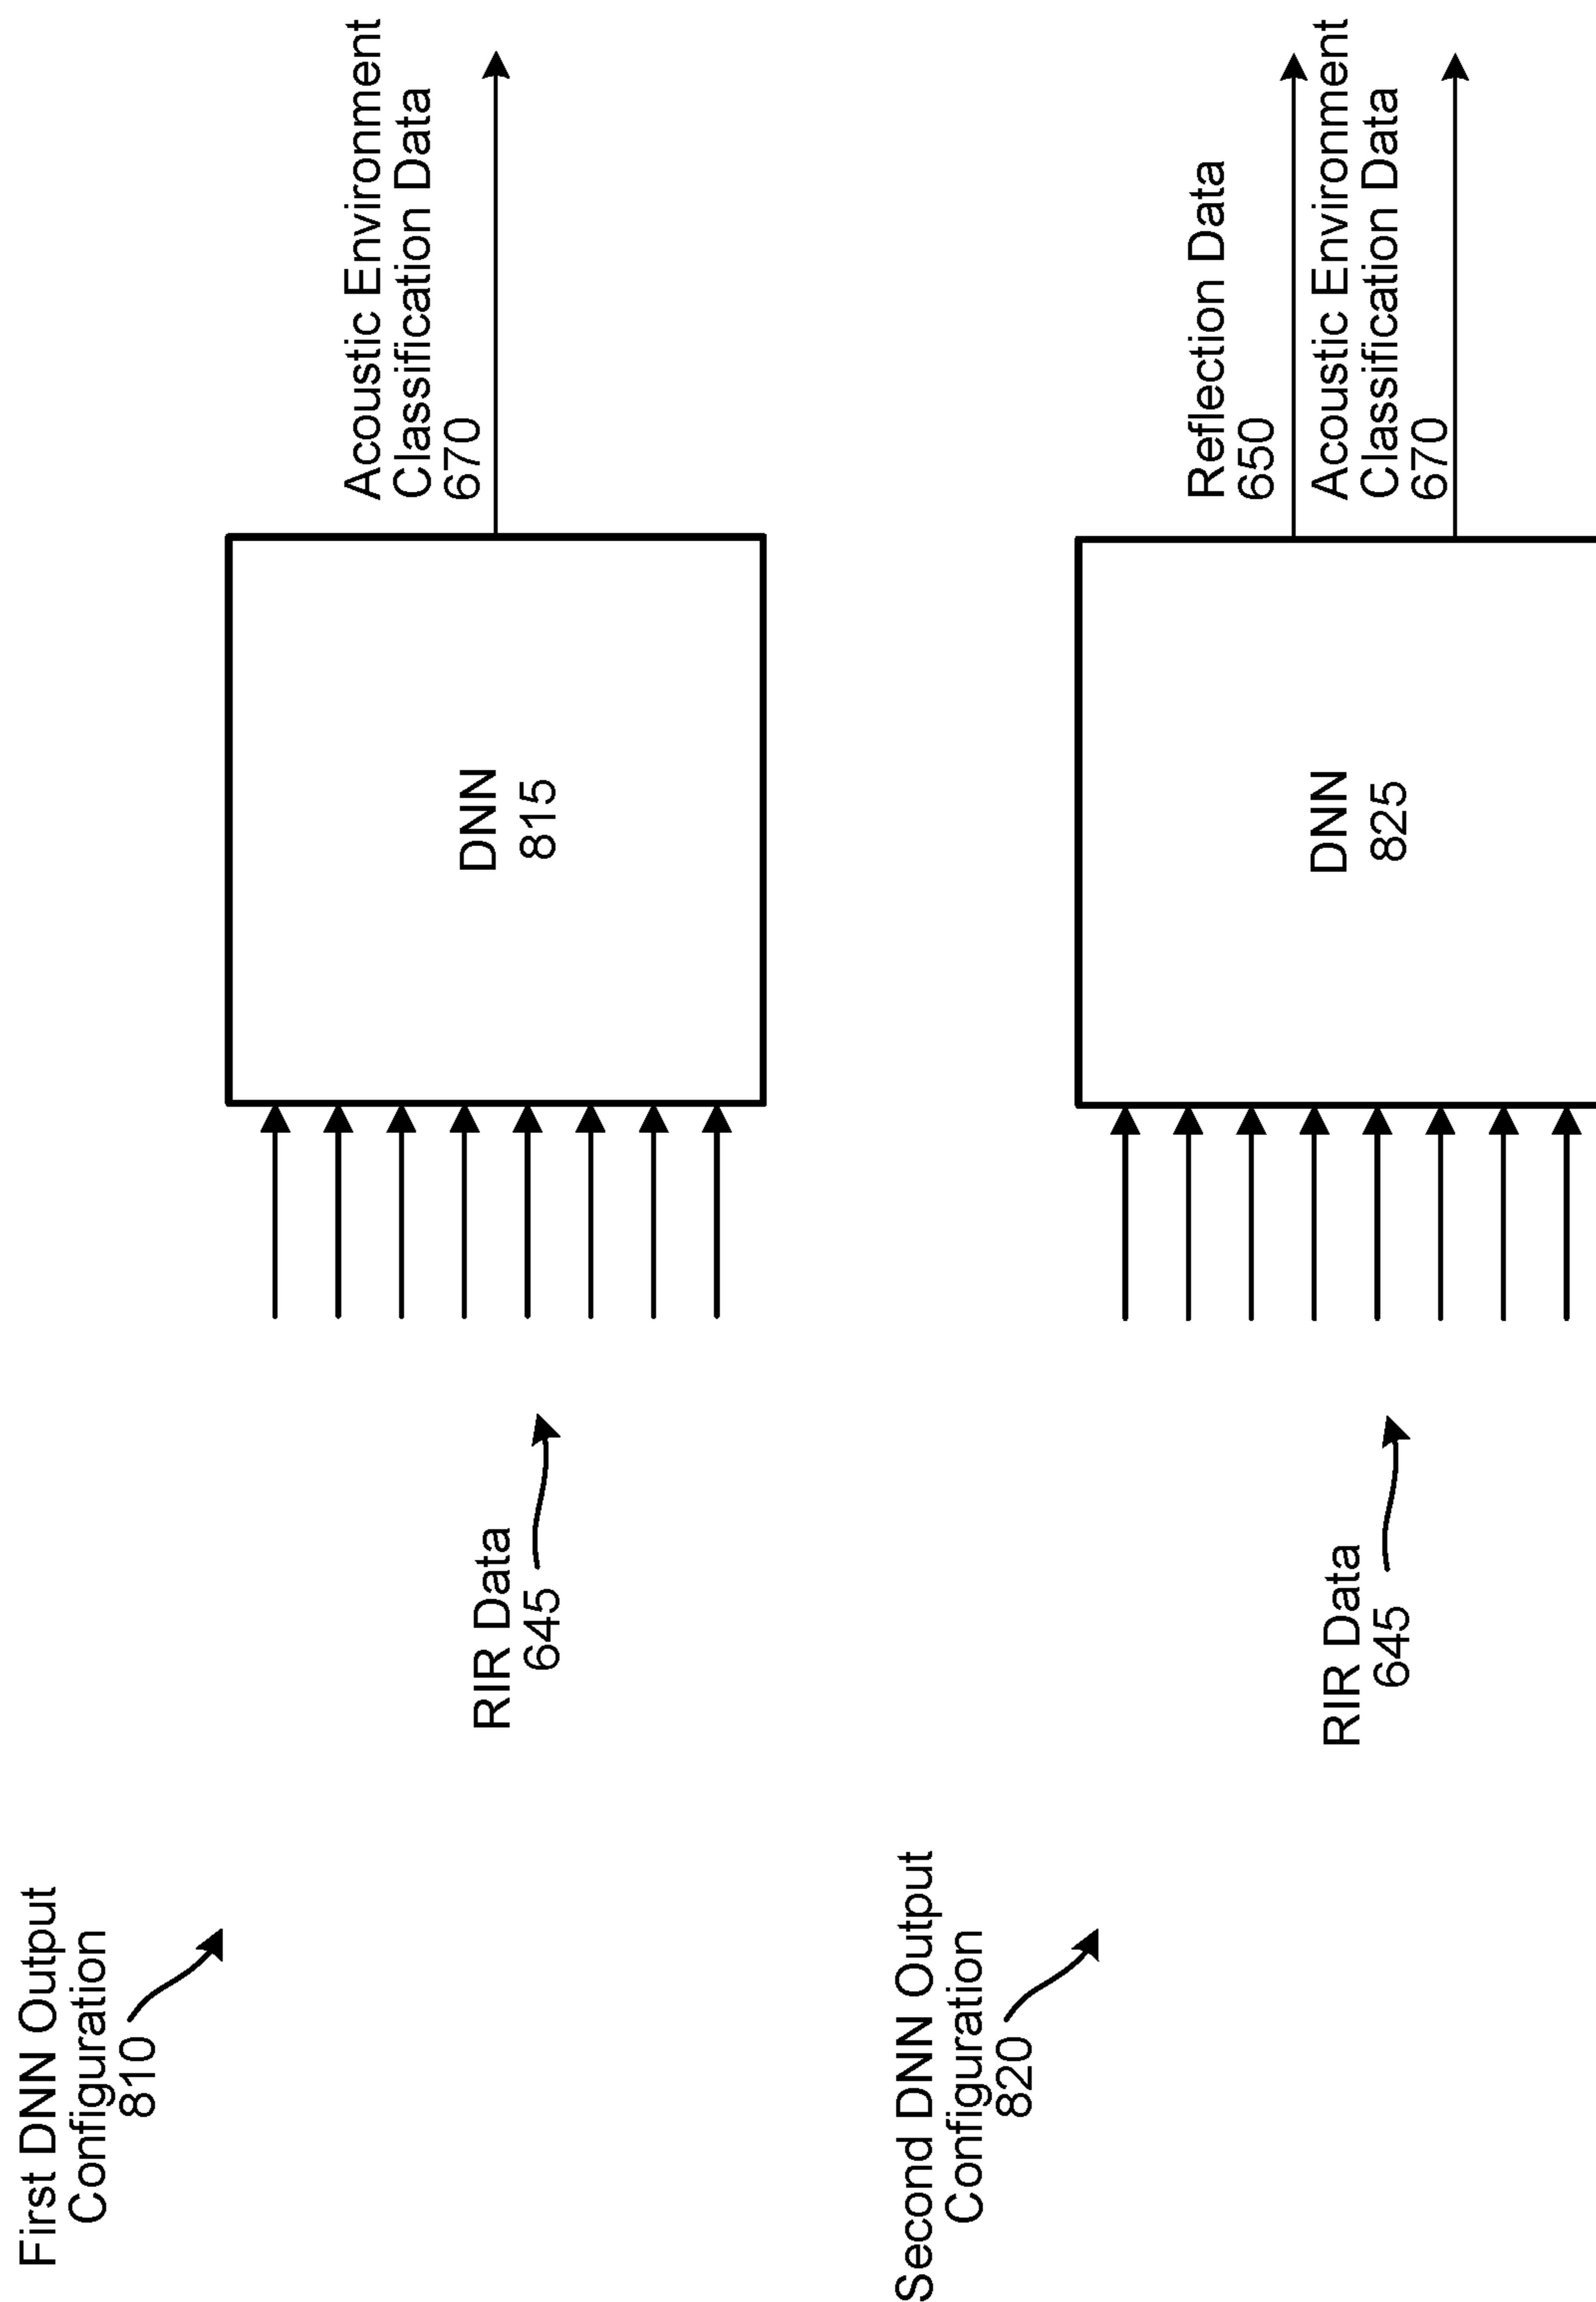 First DNN Output
Configuration
810
RIR Data
645
DNN
815
Acoustic Environment
Classification Data
670
Second DNN Output
Configuration
820
RIR Data
645
DNN
825
Reflection Data
650
Acoustic Environment
Classification Data
670